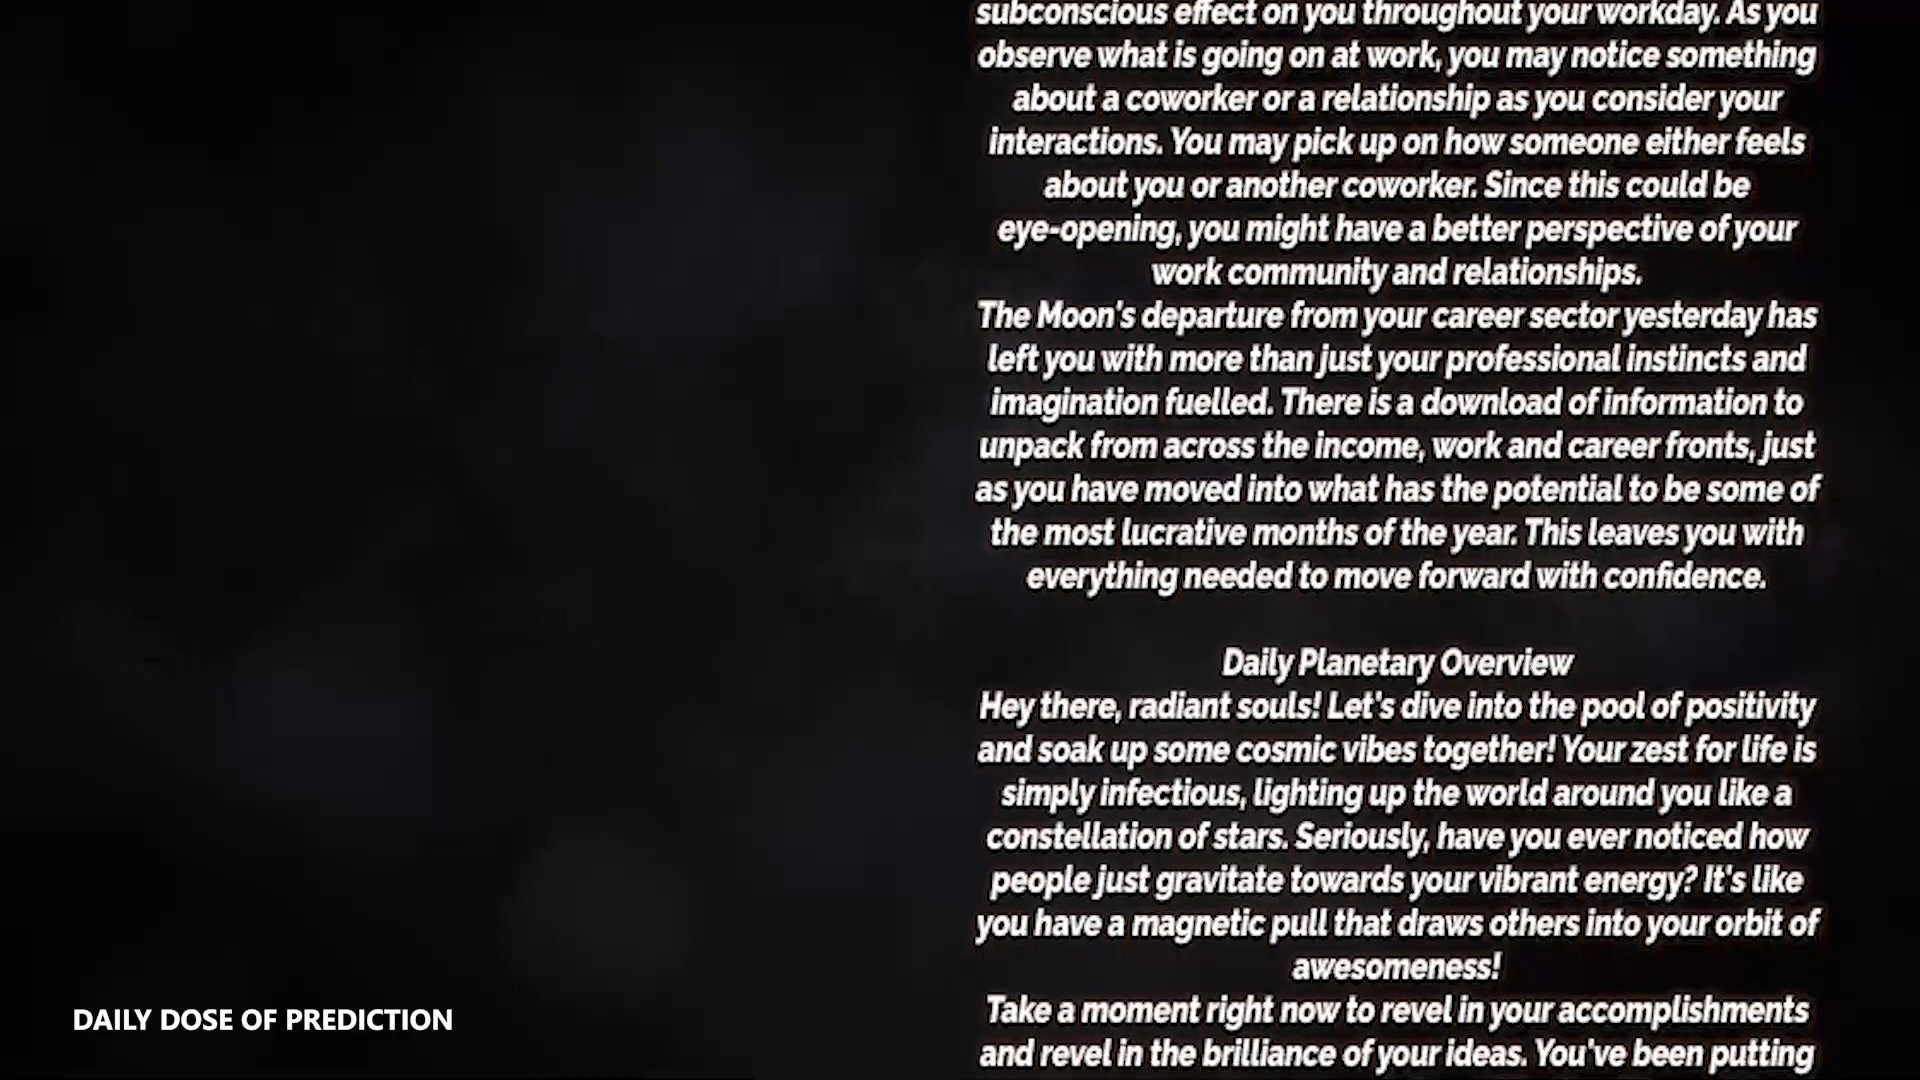 subconscious effect on you throughout your workday. As you
observe what is going on at work, you may notice something
about a coworker or a relationship as you consider your
interactions. You may pick up on how someone either feels
about you or another coworker. Since this could be
eye-opening, you might have a better perspective of your
work community and relationships.
The Moon's departure from your career sector yesterday has
left you with more than just your professional instincts and
imagination fuelled. There is a download of information to
unpack from across the income, work and career fronts, just
as you have moved into what has the potential to be some of
the most lucrative months of the year. This leaves you with
everything needed to move forward with confidence.
Daily Planetary Overview
Hey there, radiant souls! Let's dive into the pool of positivity
and soak up some cosmic vibes together! Your zest for life is
simply infectious, lighting up the world around you like a
constellation of stars. Seriously, have you ever noticed how
people just gravitate towards your vibrant energy? It's like
you have a magnetic pull that draws others into your orbit of
awesomeness!
Take a moment right now to revel in your accomplishments
and revel in the brilliance of your ideas. You've been putting
DAILY DOSE OF PREDICTION